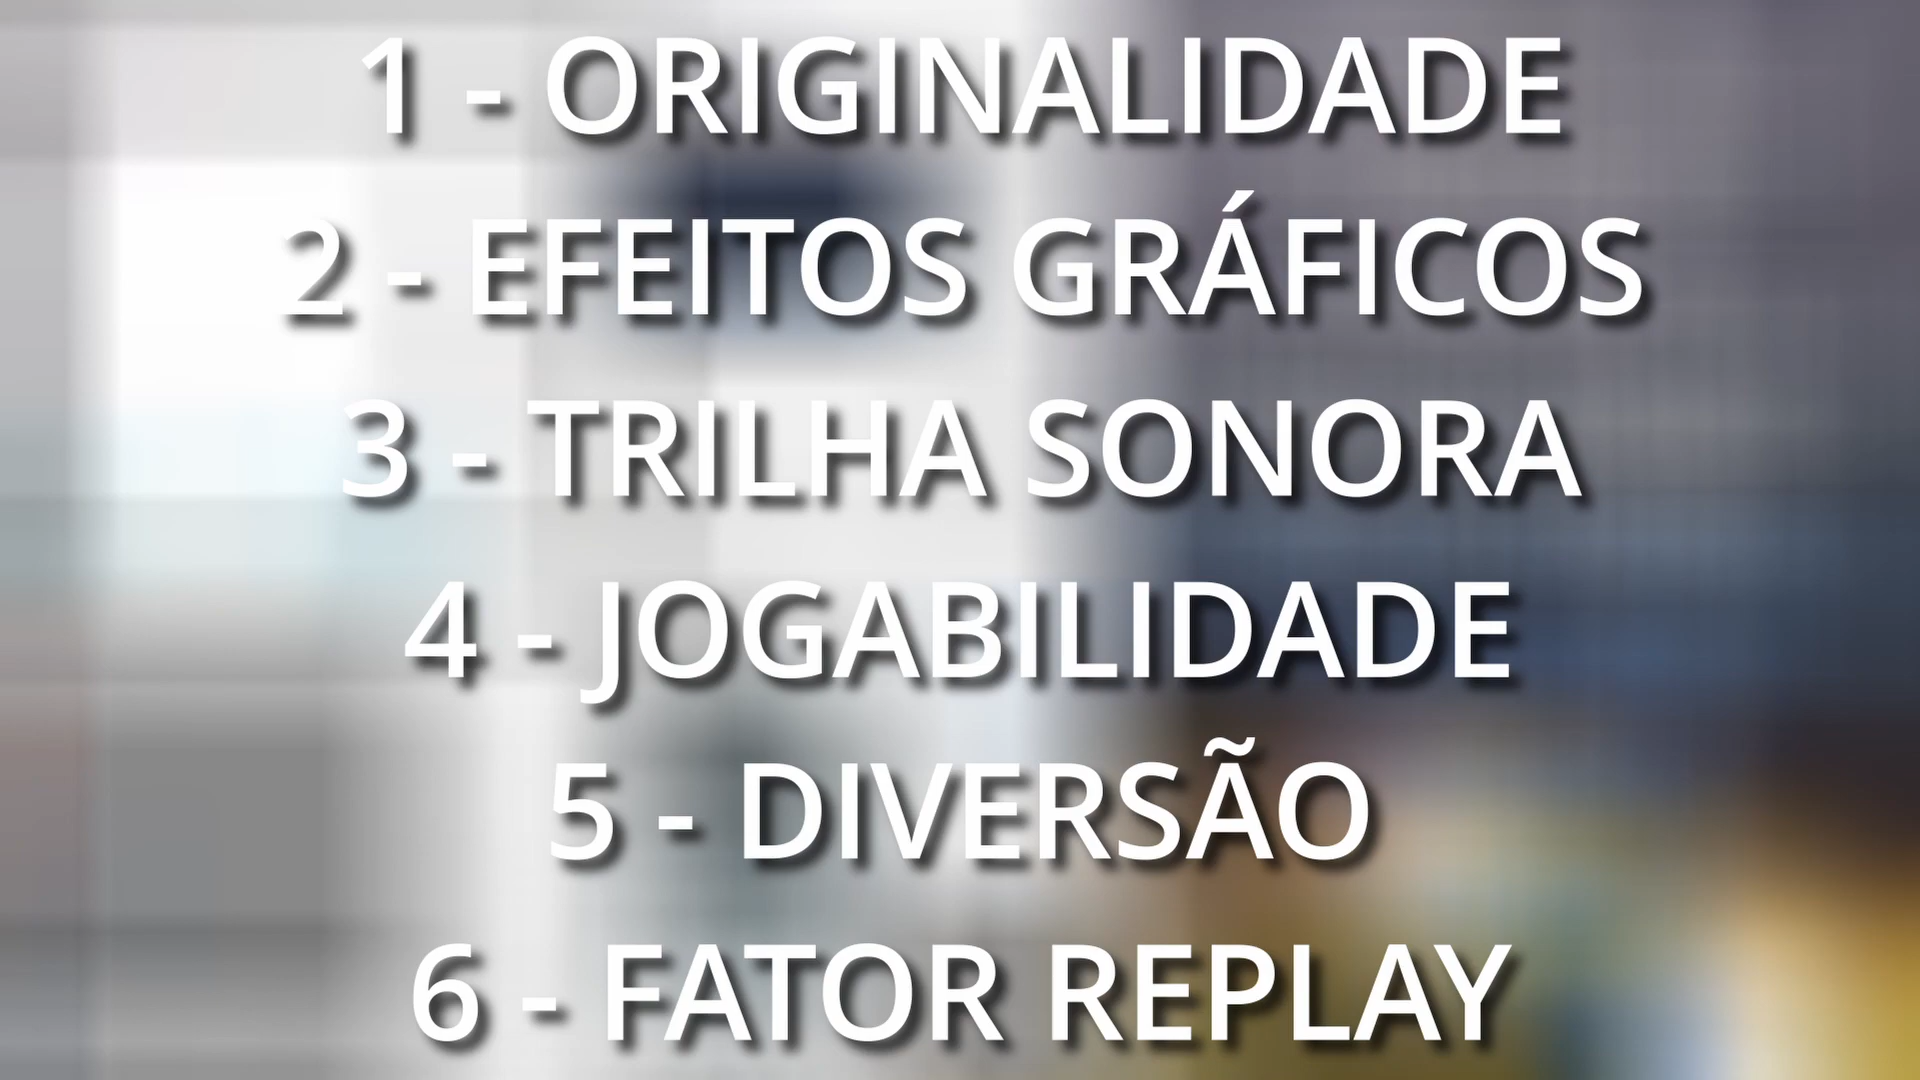 1 - ORIGINALIDADE
2 - EFEITOS GRÁFICOS
3 - TRILHA SONORA
4 - JOGABILIDADE
5 - DIVERSÃO
6 - FATOR REPLAY